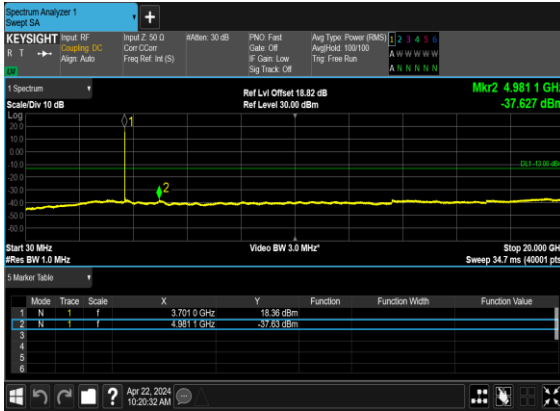 Spectrum Analyzer 1
Swept SA
+
KEYSIGHT
R T
LW
Input: RF
Coupling: DC
Align: Auto
Input Z: 50 Ω
Corr CCorr
Freq Ref: Int (S)
#Atten: 30 dB
PNO: Fast
Gate: Off
IF Gain: Low
Sig Track: Off
Avg Type: Power (RMS)
Avg|Hold: 100/100
Trig: Free Run
1 2 3 4 5 6
A W W W W W
A N N N N N
1 Spectrum
Scale/Div 10 dB
Ref Lvl Offset 18.82 dB
Ref Level 30.00 dBm
Mkr2 4.981 1 GHz
-37.627 dBm
Log
20.0
10.0
0.00
-10.0
-20.0
-30.0
-40.0
-50.0
-60.0
1
2
DL1 -13.00 dBm
Start 30 MHz
#Res BW 1.0 MHz
Video BW 3.0 MHz*
Stop 20.000 GHz
Sweep 34.7 ms (40001 pts)
5 Marker Table
Mode Trace Scale X Y Function Function Width Function Value
1 N 1 f 3.701 0 GHz 18.36 dBm
2 N 1 f 4.981 1 GHz -37.63 dBm
3
4
5
6
?
Apr 22, 2024
10:20:32 AM